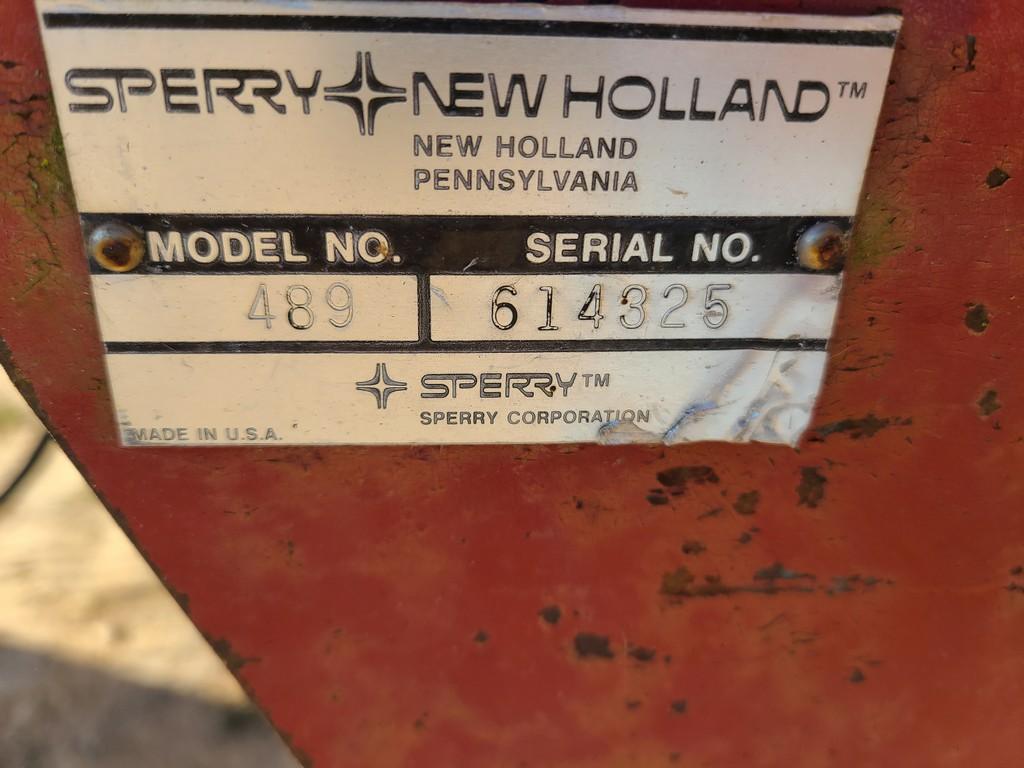 SPERRY NEW HOLLAND™
NEW HOLLAND
PENNSYLVANIA
MODEL NO. SERIAL NO.
489 614325
SPERRY™
SPERRY CORPORATION
MADE IN U.S.A.